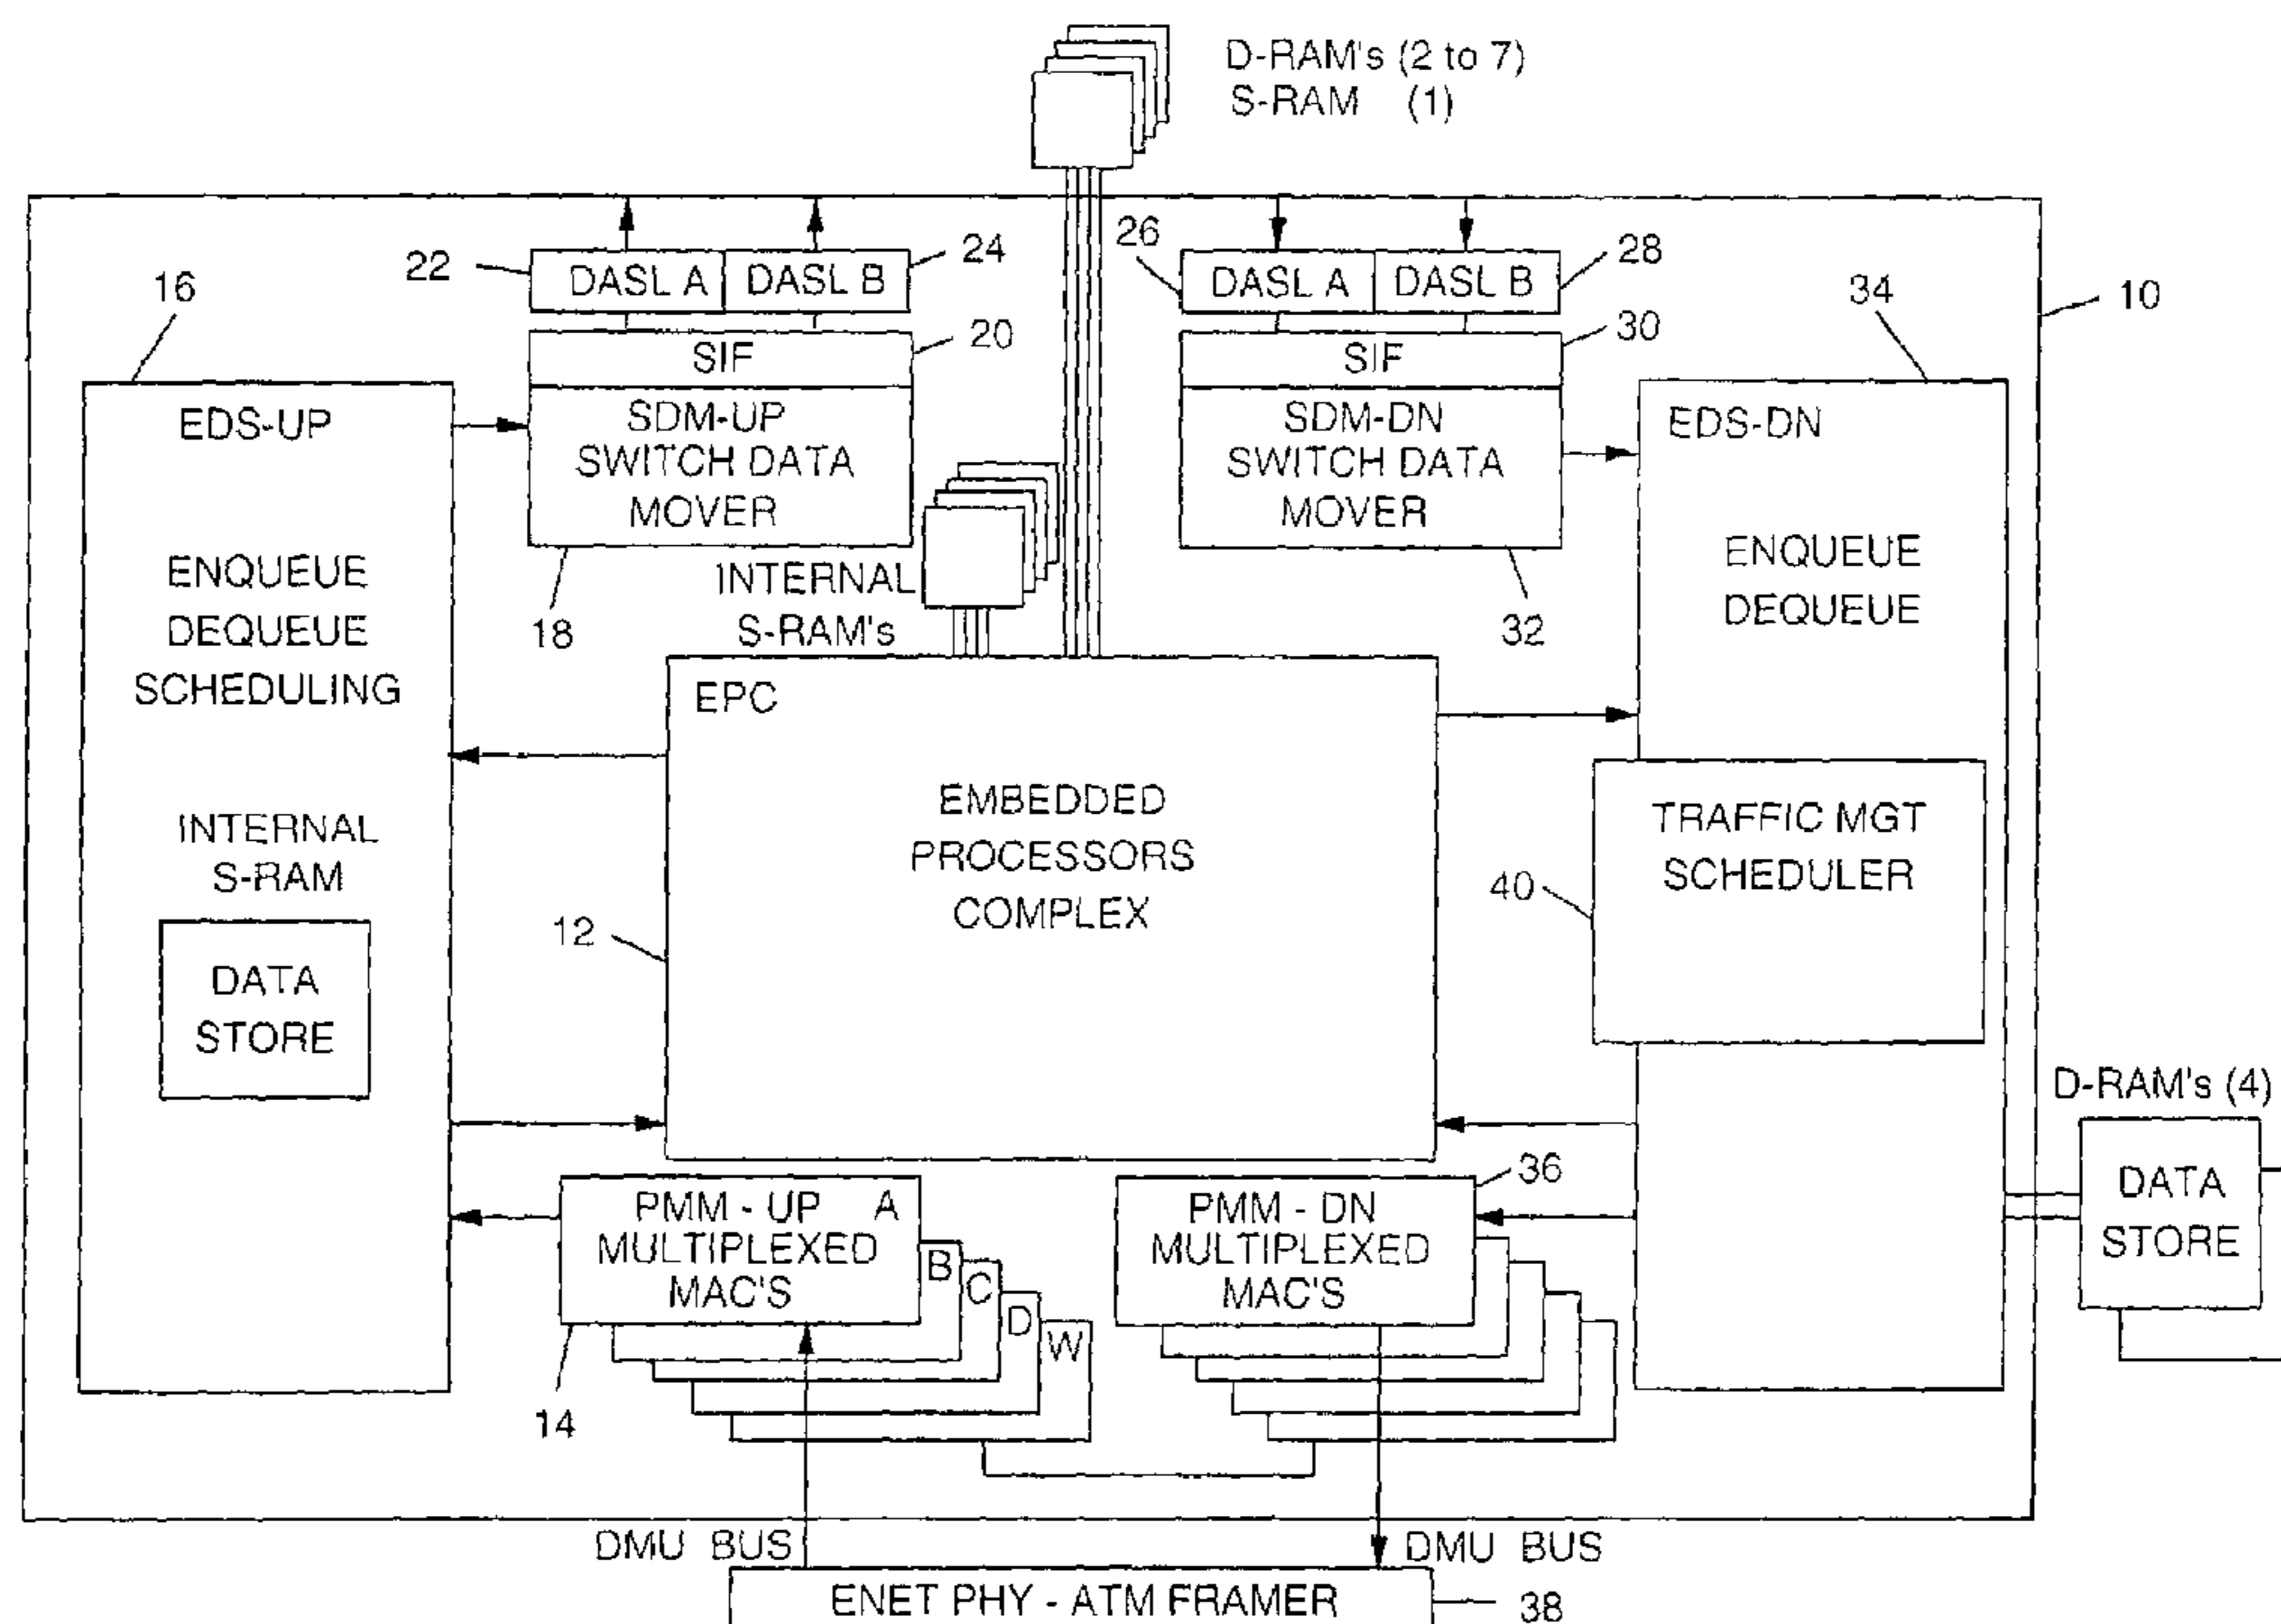 D-RAM's (2 to 7)
S-RAM (1)
22
DASL A
DASL B
24
26
DASL A
DASL B
28
16
34
10
SIF
20
SIF
30
EDS-UP
SDM-UP
SWITCH DATA
MOVER
SDM-DN
SWITCH DATA
MOVER
EDS-DN
ENQUEUE
DEQUEUE
SCHEDULING
18
INTERNAL
S-RAM's
32
ENQUEUE
DEQUEUE
EPC
EMBEDDED
PROCESSORS
COMPLEX
12
INTERNAL
S-RAM
DATA
STORE
TRAFFIC MGT
SCHEDULER
40
D-RAM's (4)
DATA
STORE
PMM - UP A
MULTIPLEXED
MAC'S
B
C
D
W
14
PMM - DN
MULTIPLEXED
MAC'S
36
DMU BUS
DMU BUS
ENET PHY - ATM FRAMER
38